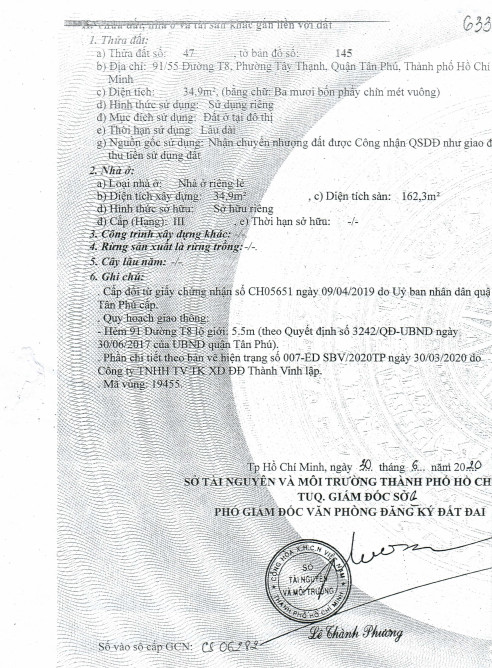 633
thửa đất, nhà ở và tài sản khác gắn liền với đất
1. Thửa đất:
a) Thửa đất số: 47 , tờ bản đồ số: 145
b) Địa chỉ: 91/55 Đường T8, Phường Tây Thạnh, Quận Tân Phú, Thành phố Hồ Chí
Minh
c) Diện tích: 34,9m², (bằng chữ: Ba mươi bốn phẩy chín mét vuông)
d) Hình thức sử dụng: Sử dụng riêng
đ) Mục đích sử dụng: Đất ở tại đô thị
e) Thời hạn sử dụng: Lâu dài
g) Nguồn gốc sử dụng: Nhận chuyển nhượng đất được Công nhận QSDĐ như giao đ
thu tiền sử dụng đất
2. Nhà ở:
a) Loại nhà ở: Nhà ở riêng lẻ
b) Diện tích xây dựng: 34,9m² , c) Diện tích sàn: 162,3m²
d) Hình thức sở hữu: Sở hữu riêng
đ) Cấp (Hạng): III , e) Thời hạn sở hữu: -/-
3. Công trình xây dựng khác: -/-
4. Rừng sản xuất là rừng trồng: -/-.
5. Cây lâu năm: -/-
6. Ghi chú:
. Cấp đổi từ giấy chứng nhận số CH05651 ngày 09/04/2019 do Uỷ ban nhân dân quậ
Tân Phú cấp.
. Quy hoạch giao thông:
- Hẻm 91 Đường T8 lộ giới: 5.5m (theo Quyết định số 3242/QĐ-UBND ngày
30/06/2017 của UBND quận Tân Phú).
. Phần chi tiết theo bản vẽ hiện trạng số 007-ED SBV/2020TP ngày 30/03/2020 do
Công ty TNHH TV TK XD ĐĐ Thành Vinh lập.
. Mã vùng: 19455.
Tp Hồ Chí Minh, ngày 30 tháng 6 năm 2020
SỞ TÀI NGUYÊN VÀ MÔI TRƯỜNG THÀNH PHỐ HỒ CHÍ
TUQ. GIÁM ĐỐC SỞ
PHÓ GIÁM ĐỐC VĂN PHÒNG ĐĂNG KÝ ĐẤT ĐAI
CỘNG HÒA X.H.C.N VIỆT NAM
SỞ
TÀI NGUYÊN
VÀ MÔI TRƯỜNG
THÀNH PHỐ HỒ CHÍ MINH
Lê Thành Phương
Số vào sổ cấp GCN: CS 06282